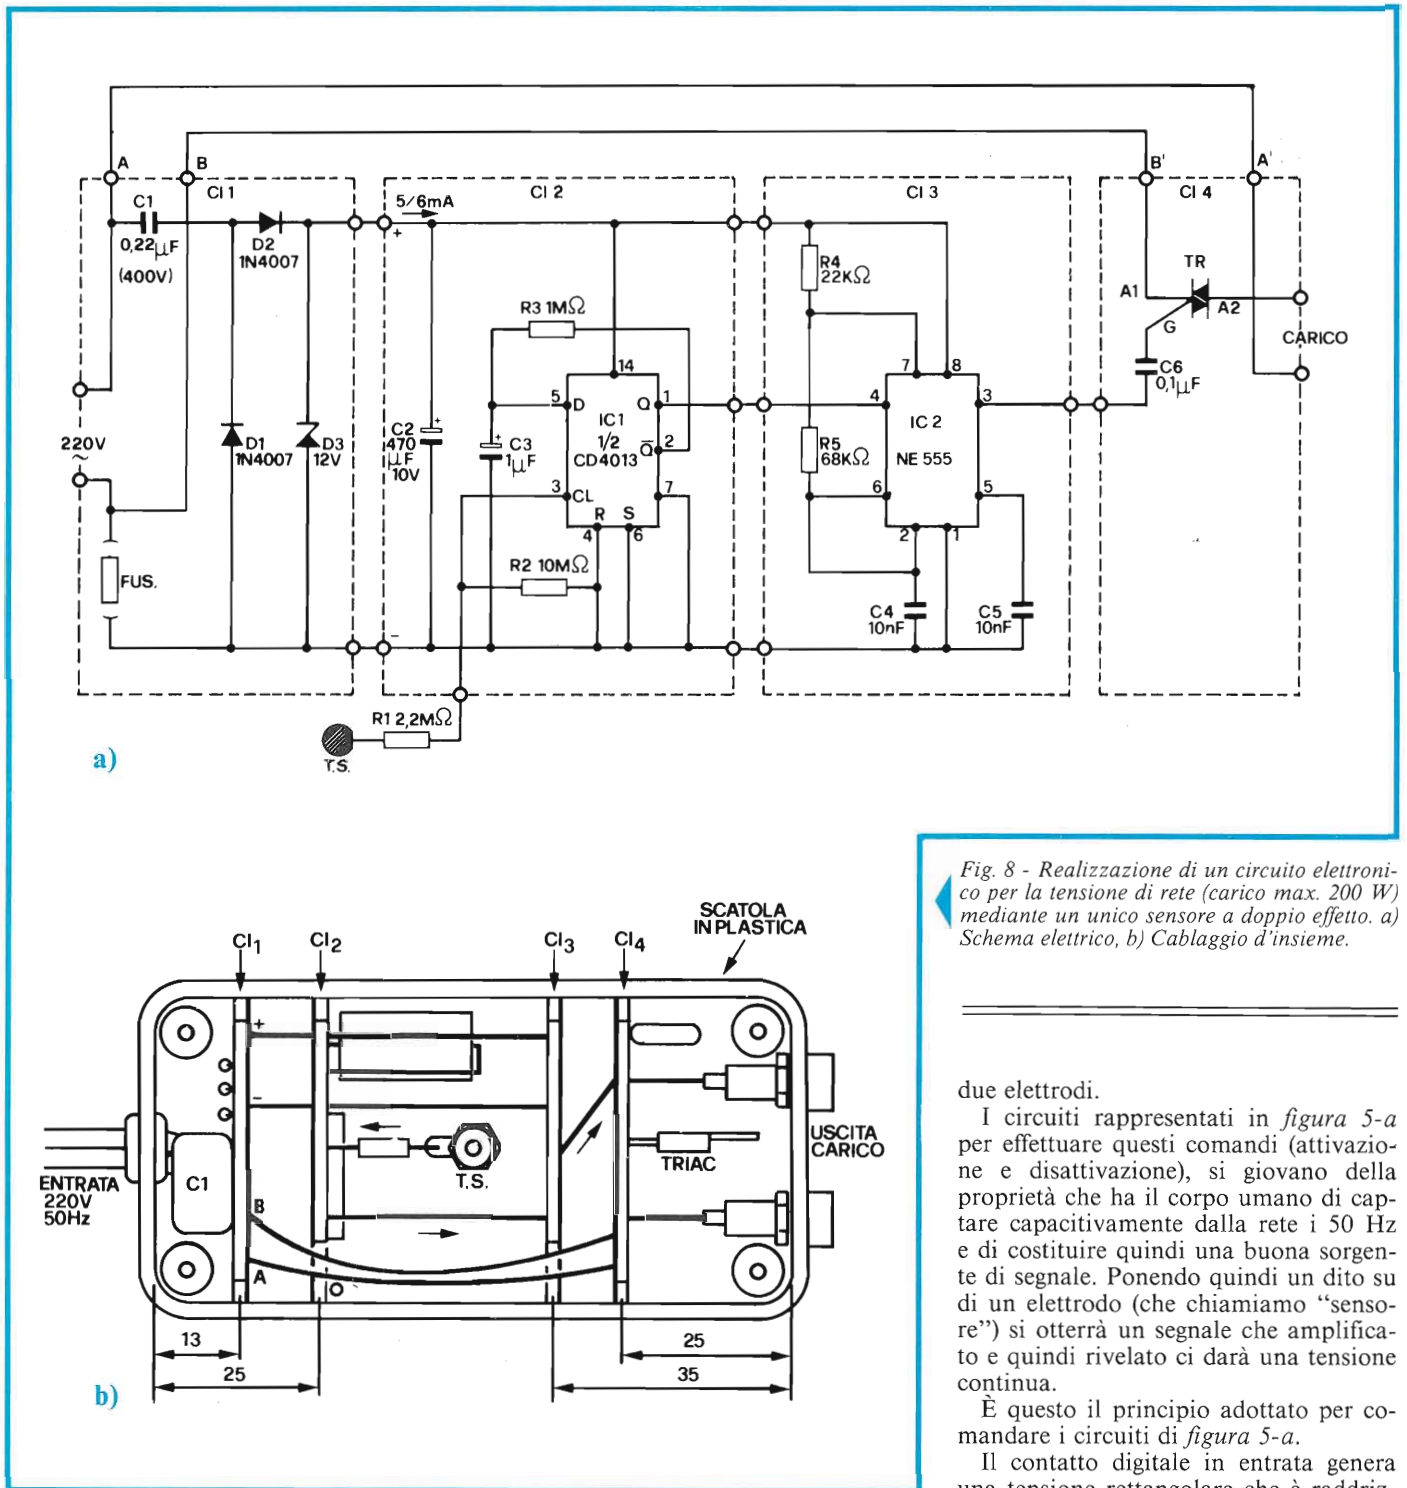 A
B
B'
A'
CI 1
CI 2
CI 3
CI 4
C1
0,22µF
(400V)
D2
1N4007
5/6mA
+
R4
22KΩ
TR
A1
A2
G
CARICO
R3 1MΩ
14
7
8
C6
0,1µF
5
D
Q
1
4
3
IC1
1/2
CD4013
Q̄
2
IC 2
NE 555
220V
~
D1
1N4007
D3
12V
C2
470
µF
10V
+
C3
1µF
+
R5
68KΩ
3
CL
7
6
5
R
S
4
6
2
1
FUS.
R2 10MΩ
C4
10nF
C5
10nF
-
R1 2,2MΩ
T.S.
a)
Fig. 8 - Realizzazione di un circuito elettroni-
co per la tensione di rete (carico max. 200 W)
mediante un unico sensore a doppio effetto. a)
Schema elettrico, b) Cablaggio d'insieme.
SCATOLA
IN PLASTICA
CI1
CI2
CI3
CI4
+
-
ENTRATA
220V
50Hz
C1
T.S.
TRIAC
USCITA
CARICO
B
A
13
25
25
35
b)
due elettrodi.
I circuiti rappresentati in figura 5-a
per effettuare questi comandi (attivazio-
ne e disattivazione), si giovano della
proprietà che ha il corpo umano di cap-
tare capacitivamente dalla rete i 50 Hz
e di costituire quindi una buona sorgen-
te di segnale. Ponendo quindi un dito su
di un elettrodo (che chiamiamo “senso-
re”) si otterrà un segnale che amplifica-
to e quindi rivelato ci darà una tensione
continua.
È questo il principio adottato per co-
mandare i circuiti di figura 5-a.
Il contatto digitale in entrata genera
una tensione rettangolare che è raddriz-